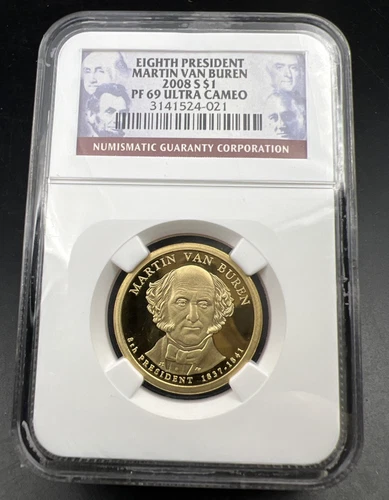 EIGHTH PRESIDENT
MARTIN VAN BUREN
2008 S $1
PF 69 ULTRA CAMEO
3141524-021
NUMISMATIC GUARANTY CORPORATION
MARTIN VAN BUREN
8th PRESIDENT 1837-1841